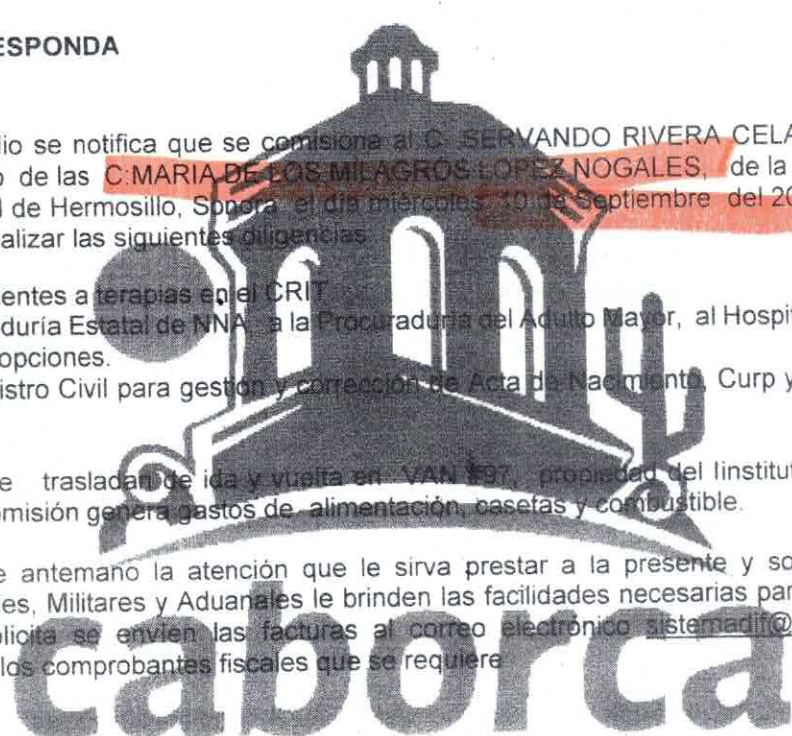 ESPONDA
dio se notifica que se comisiona al C. SERVANDO RIVERA CELA
o de las C:MARIA DE LOS MILAGROS LOPEZ NOGALES, de la
l de Hermosillo, Sonora el dia miércoles 10 de Septiembre del 20
alizar las siguientes diligencias
entes a terapias en el CRIT
duría Estatal de NNA a la Procuraduría del Adulto Mayor, al Hospit
opciones.
istro Civil para gestión y corrección de Acta de Nacimiento, Curp y
e trasladan de ida y vuelta en VAN #97, propiedad del Iinstitut
omisión genera gastos de alimentación, casetas y combustible.
e antemano la atención que le sirva prestar a la presente y so
es, Militares y Aduanales le brinden las facilidades necesarias par
olicita se envíen las facturas al correo electrónico sistemadif@
los comprobantes fiscales que se requiere
caborca